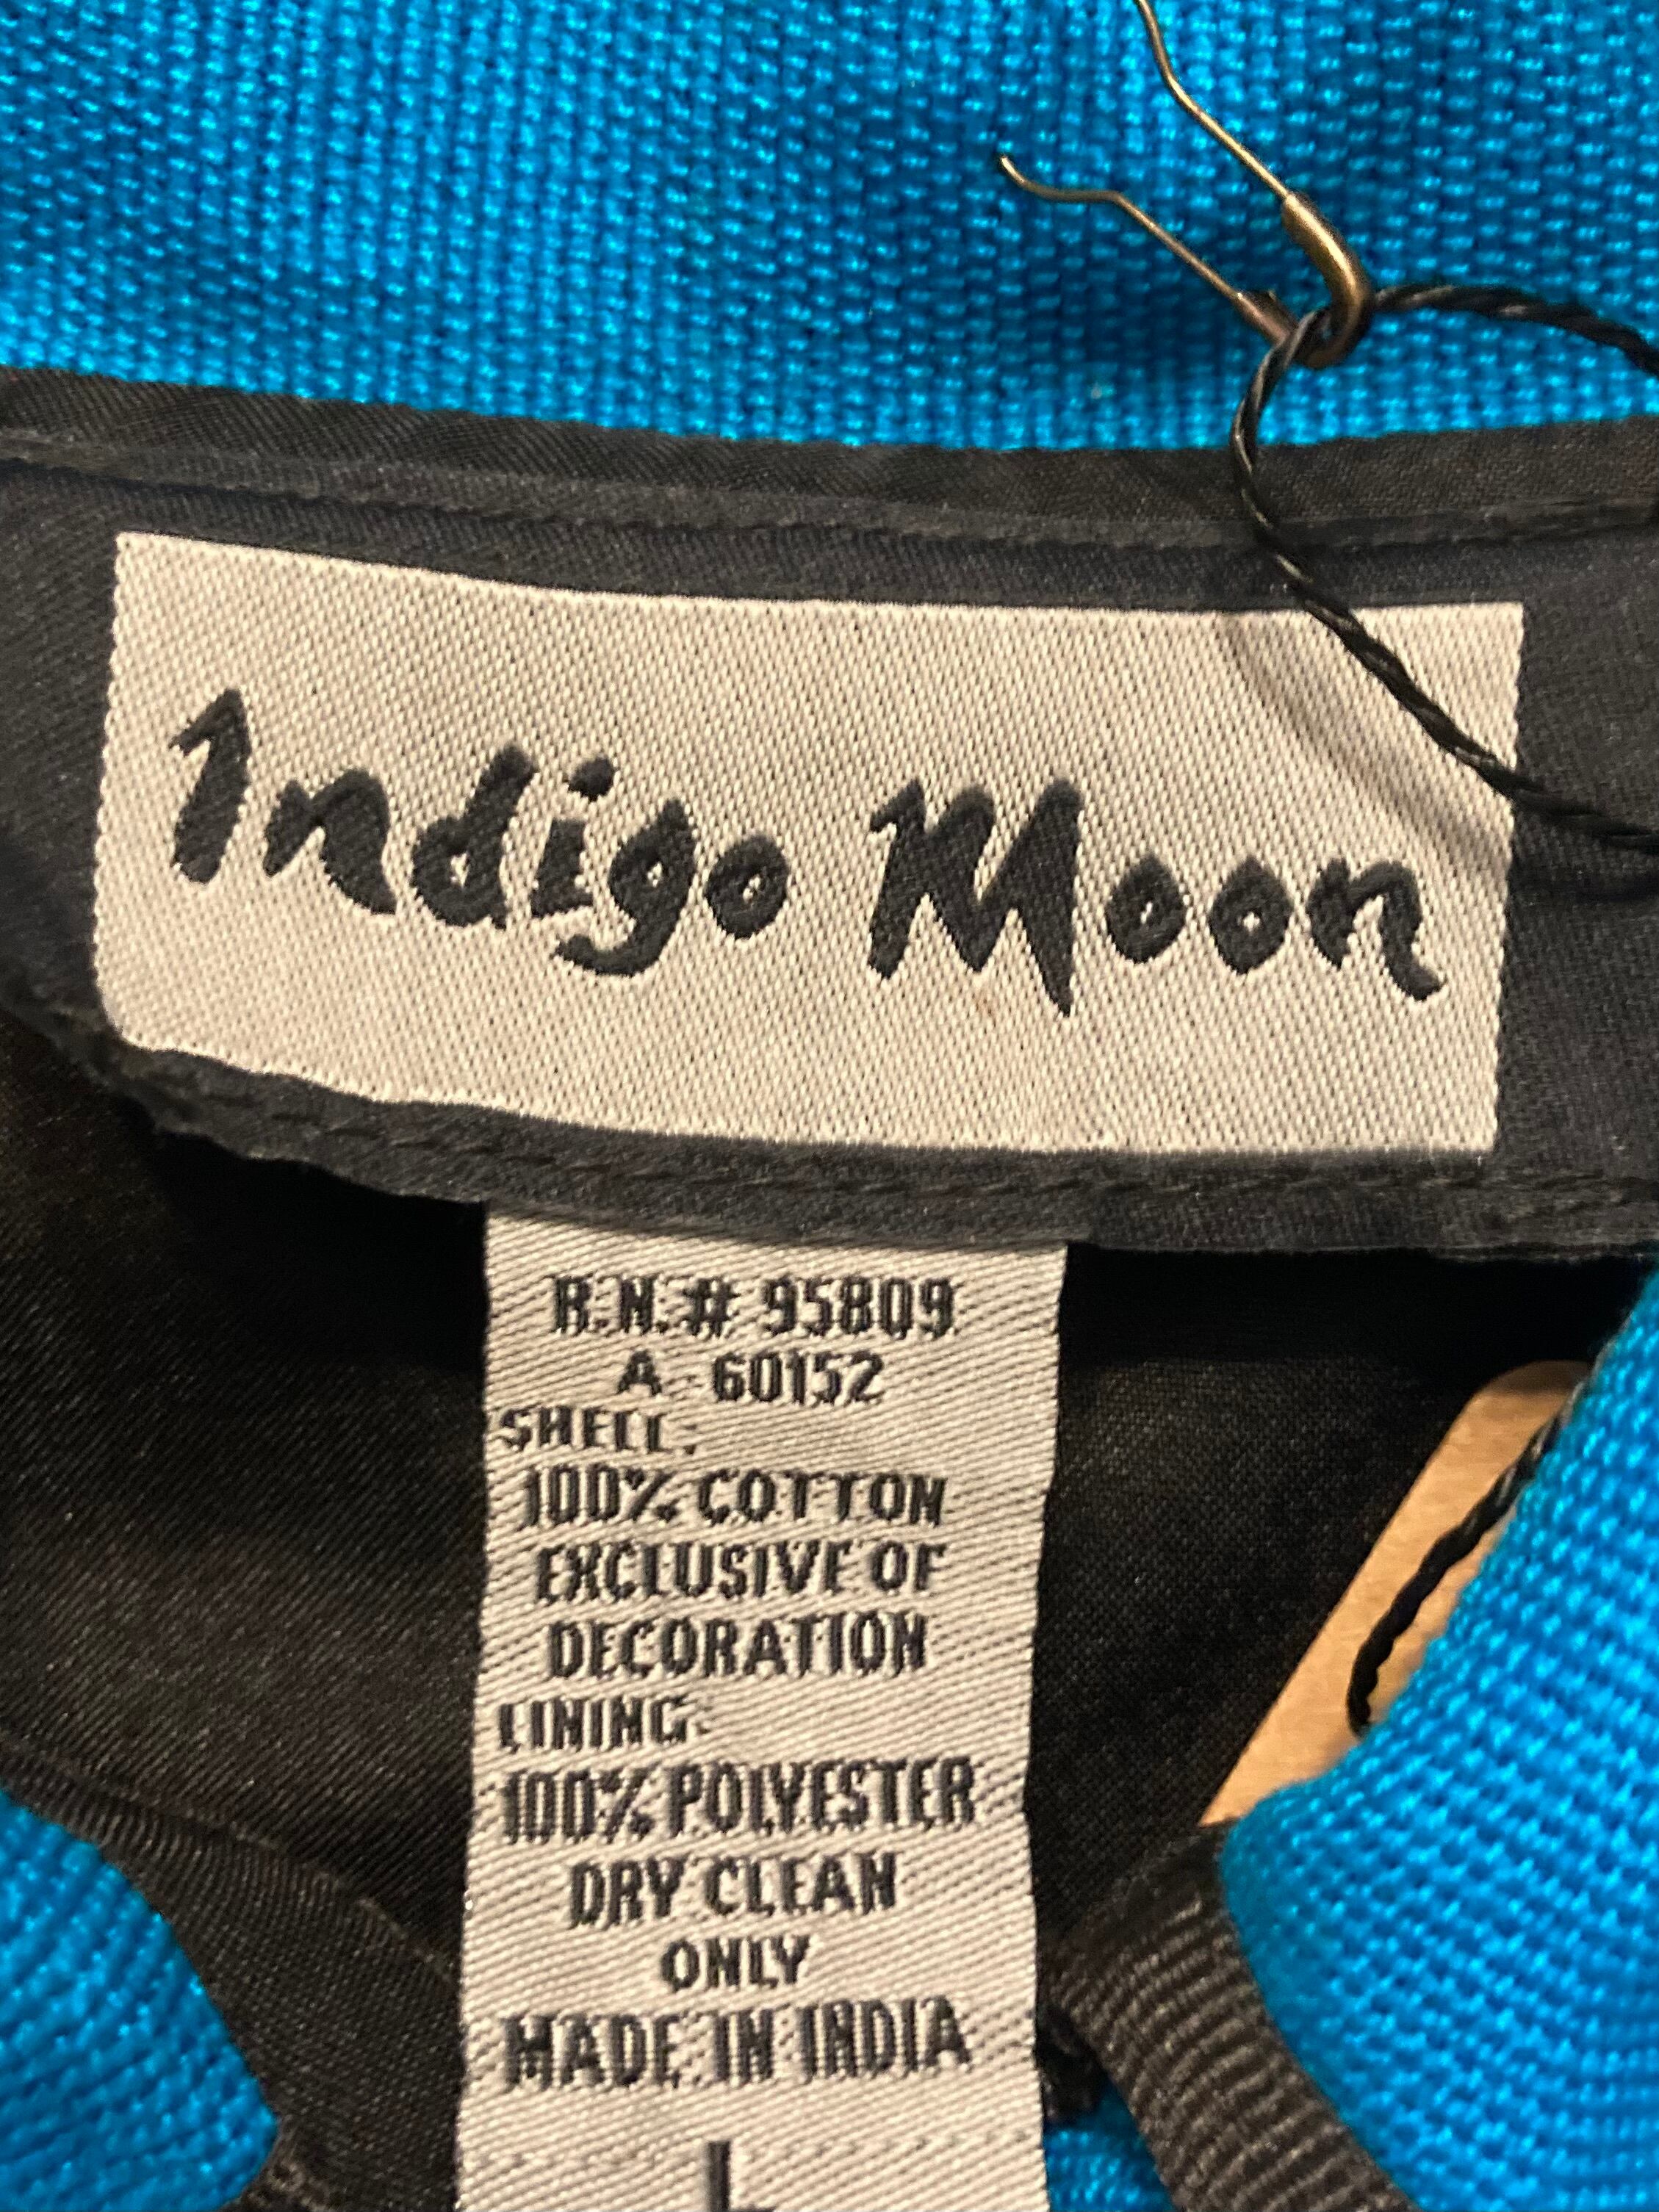 Indigo Moon
R.N.# 95809
A 60152
SHELL:
100% COTTON
EXCLUSIVE OF
DECORATION
LINING:
100% POLYESTER
DRY CLEAN
ONLY
MADE IN INDIA
L